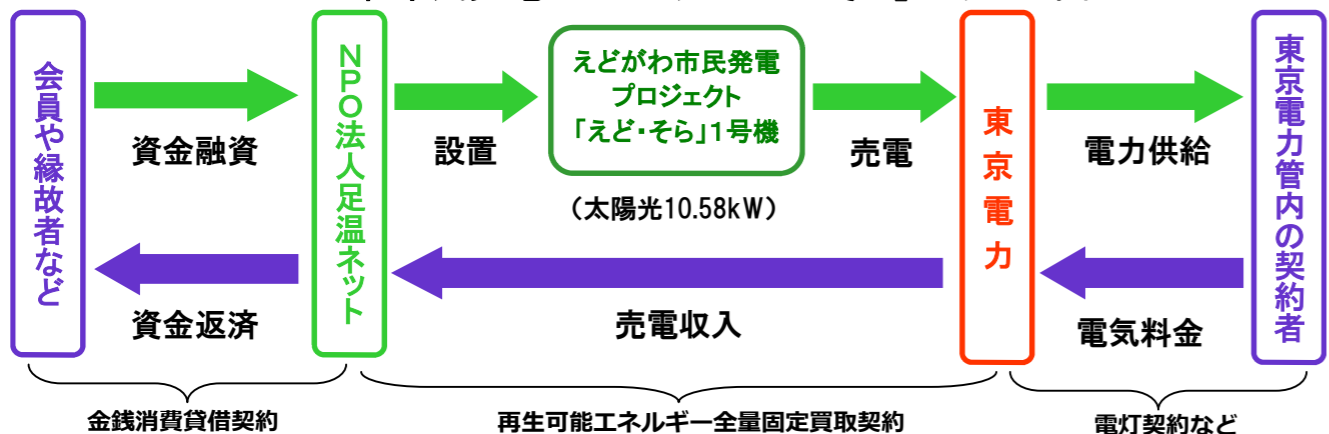 会員や縁故者など
資金融資
資金返済
NPO法人足温ネット
設置
えどがわ市民発電
プロジェクト
「えど・そら」1号機
(太陽光10.58kW)
売電
売電収入
東京電力
電力供給
電気料金
東京電力管内の契約者
金銭消費貸借契約
再生可能エネルギー全量固定買取契約
電灯契約など